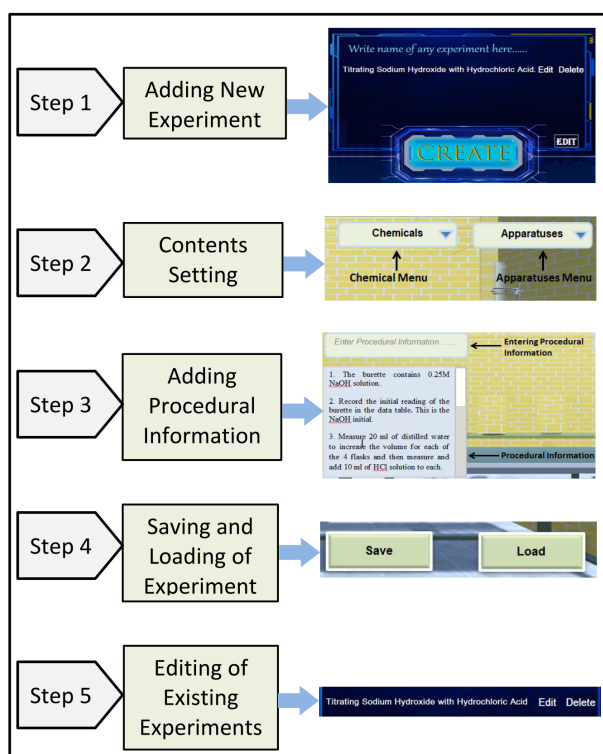 Step 1
Adding New
Experiment
Write name of any experiment here......
Titrating Sodium Hydroxide with Hydrochloric Acid. Edit Delete
EDIT
CREATE
Step 2
Contents
Setting
Chemicals
Apparatuses
Chemical Menu
Apparatuses Menu
Step 3
Adding
Procedural
Information
Enter Procedural Information.......
Entering Procedural
Information
1. The burette contains 0.25M
NaOH solution.
2. Record the initial reading of the
burette in the data table. This is the
NaOH initial.
3. Measure 20 ml of distilled water
to increase the volume for each of
the 4 flasks and then measure and
add 10 ml of HCl solution to each.
Procedural Information
Step 4
Saving and
Loading of
Experiment
Save
Load
Step 5
Editing of
Existing
Experiments
Titrating Sodium Hydroxide with Hydrochloric Acid Edit Delete